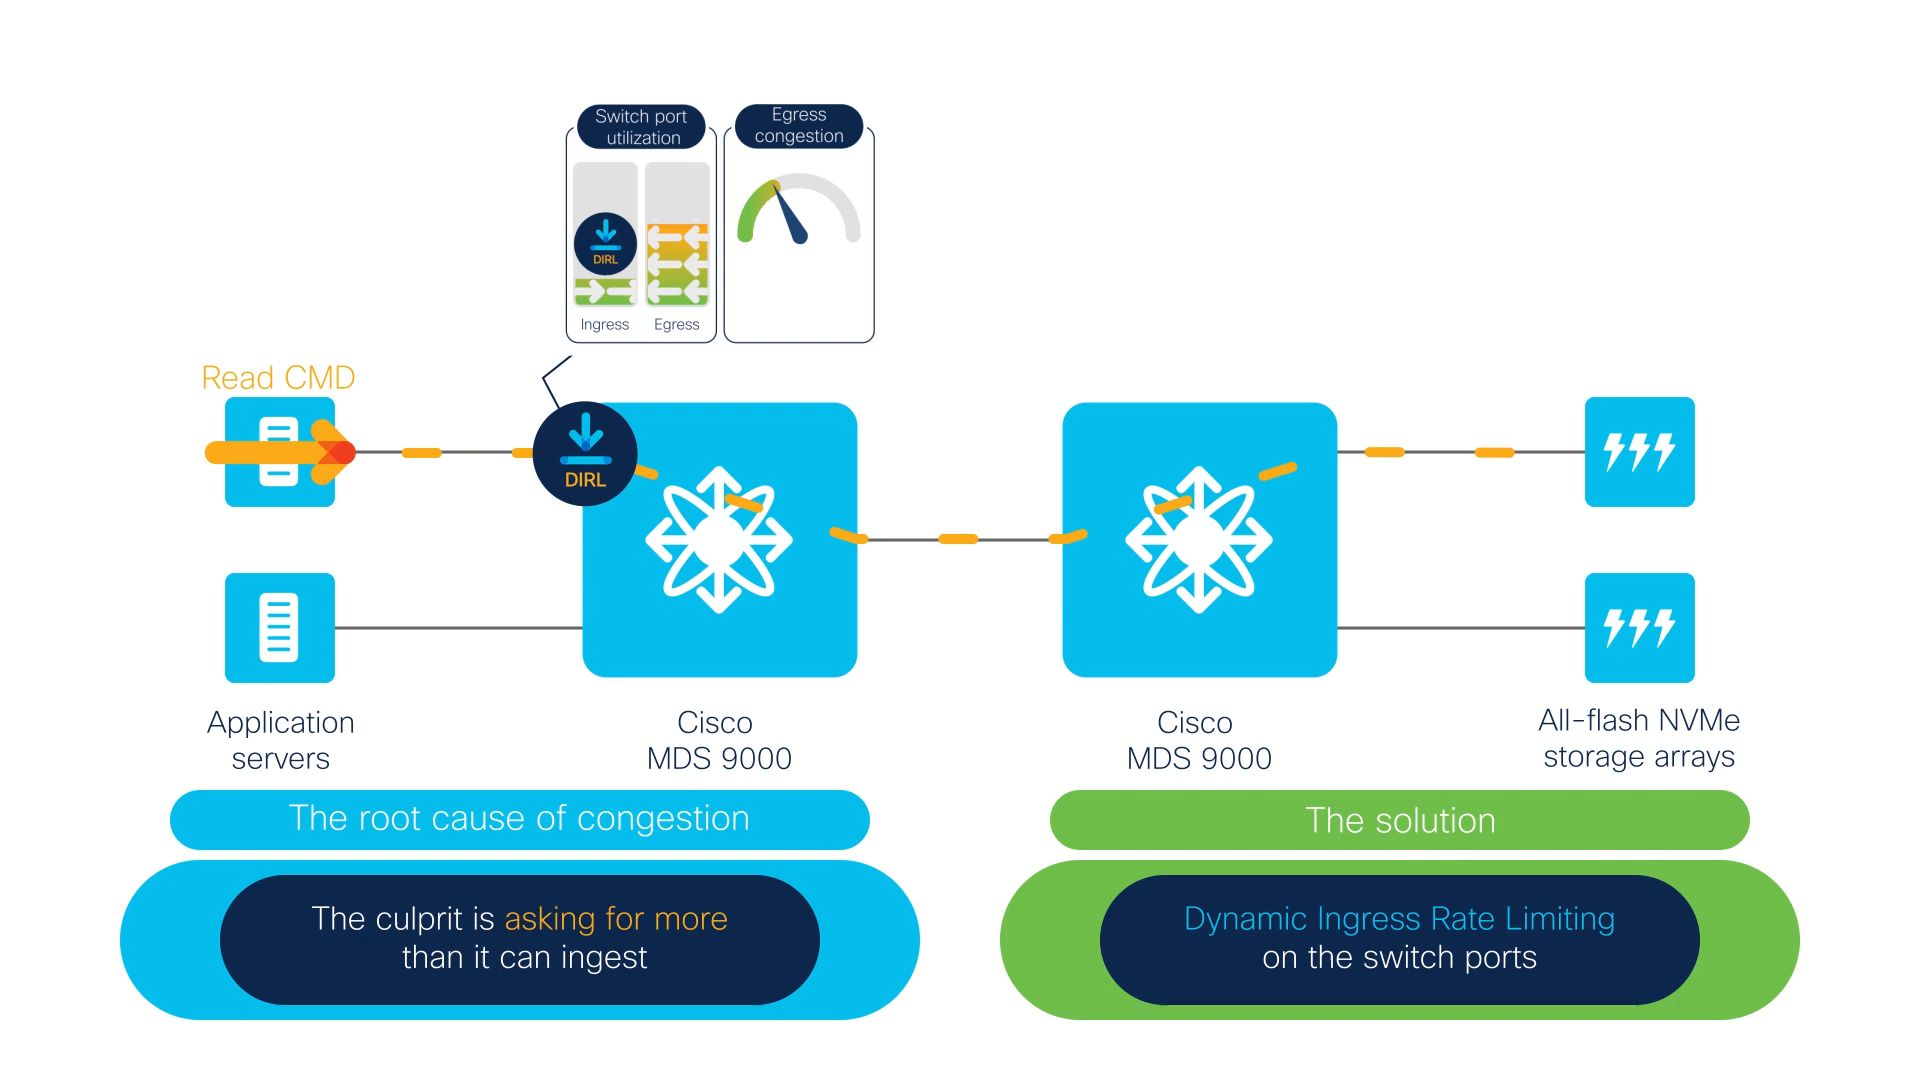 Switch port
utilization
Egress
congestion
DIRL
Ingress
Egress
Read CMD
DIRL
Application
servers
Cisco
MDS 9000
Cisco
MDS 9000
All-flash NVMe
storage arrays
The root cause of congestion
The solution
The culprit is asking for more
than it can ingest
Dynamic Ingress Rate Limiting
on the switch ports